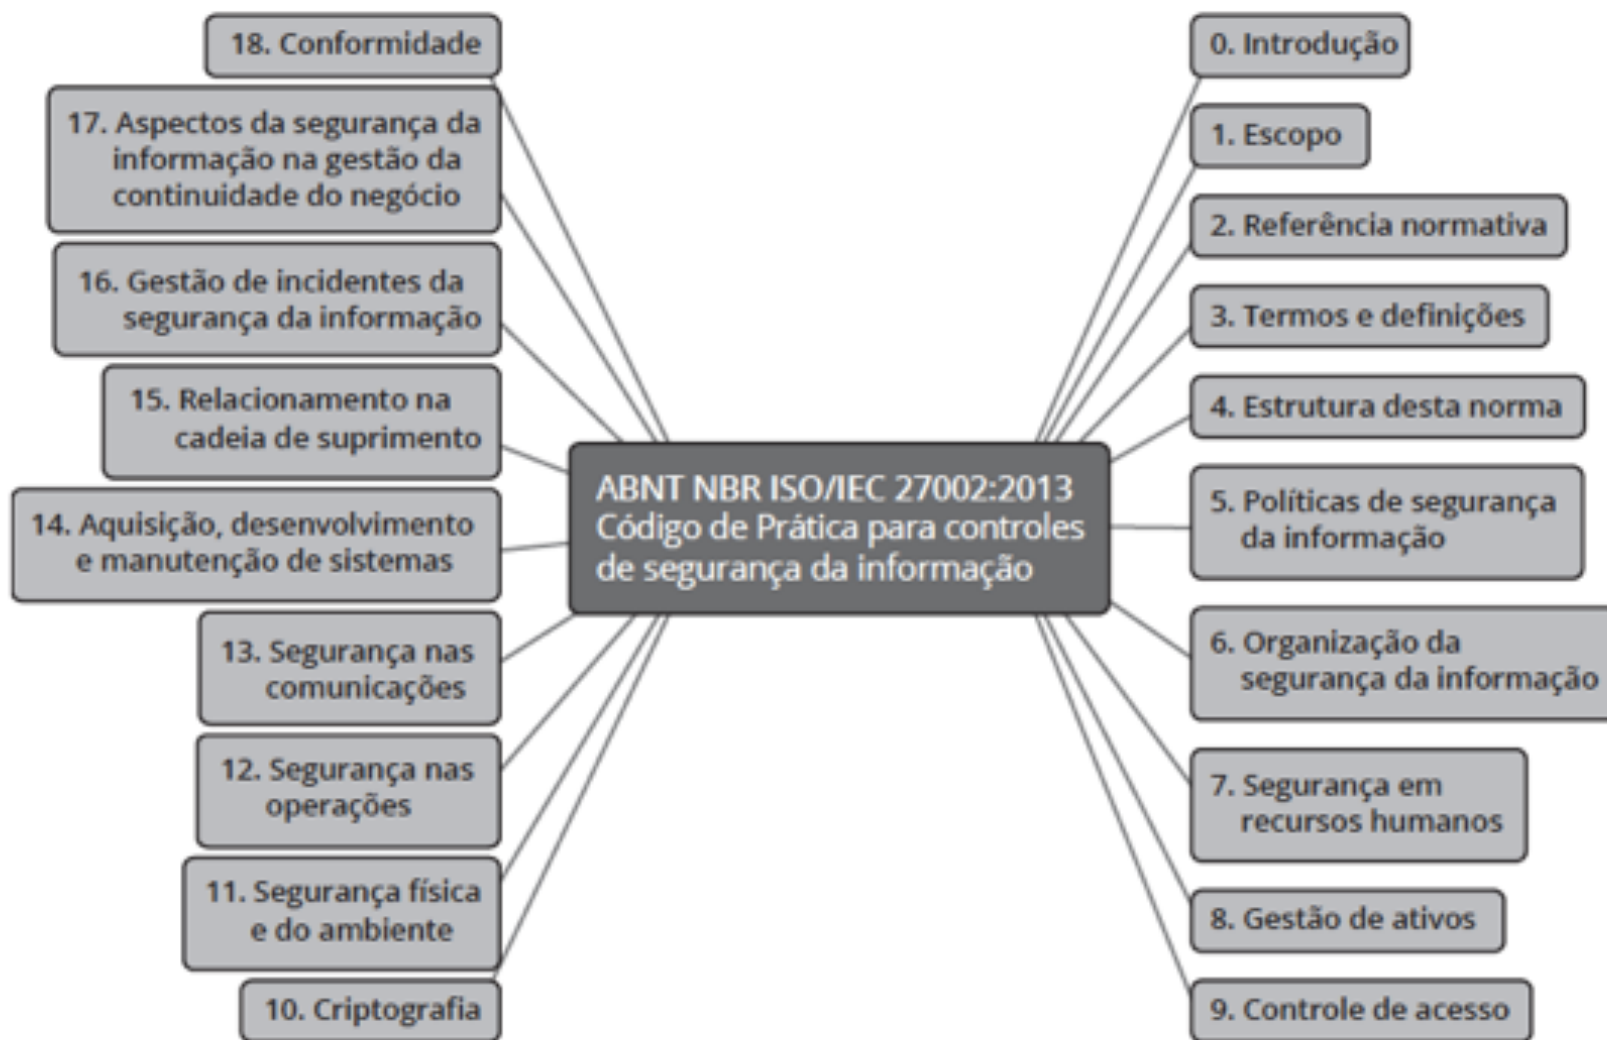 ABNT NBR ISO/IEC 27002:2013
Código de Prática para controles
de segurança da informação
0. Introdução
1. Escopo
2. Referência normativa
3. Termos e definições
4. Estrutura desta norma
5. Políticas de segurança
da informação
6. Organização da
segurança da informação
7. Segurança em
recursos humanos
8. Gestão de ativos
9. Controle de acesso
10. Criptografia
11. Segurança física
e do ambiente
12. Segurança nas
operações
13. Segurança nas
comunicações
14. Aquisição, desenvolvimento
e manutenção de sistemas
15. Relacionamento na
cadeia de suprimento
16. Gestão de incidentes da
segurança da informação
17. Aspectos da segurança da
informação na gestão da
continuidade do negócio
18. Conformidade